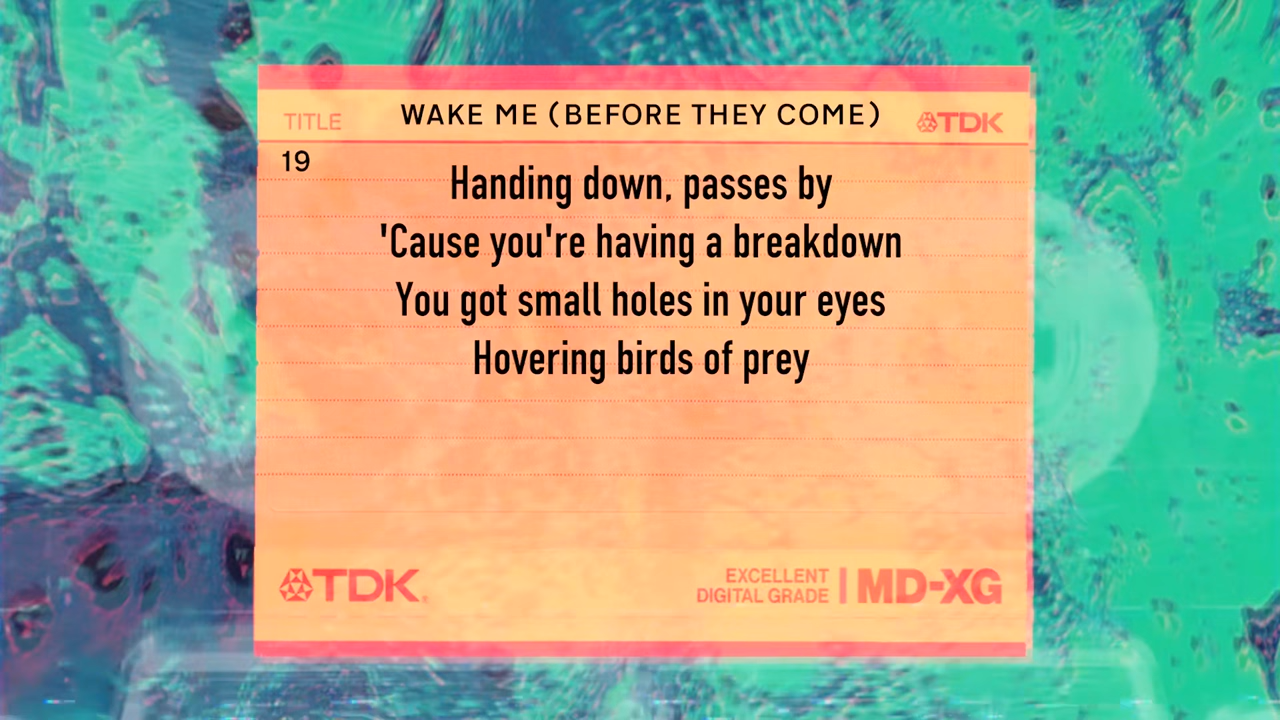 TITLE WAKE ME (BEFORE THEY COME) TDK
19
Handing down, passes by
'Cause you're having a breakdown
You got small holes in your eyes
Hovering birds of prey
TDK
EXCELLENT
DIGITAL GRADE | MD-XG